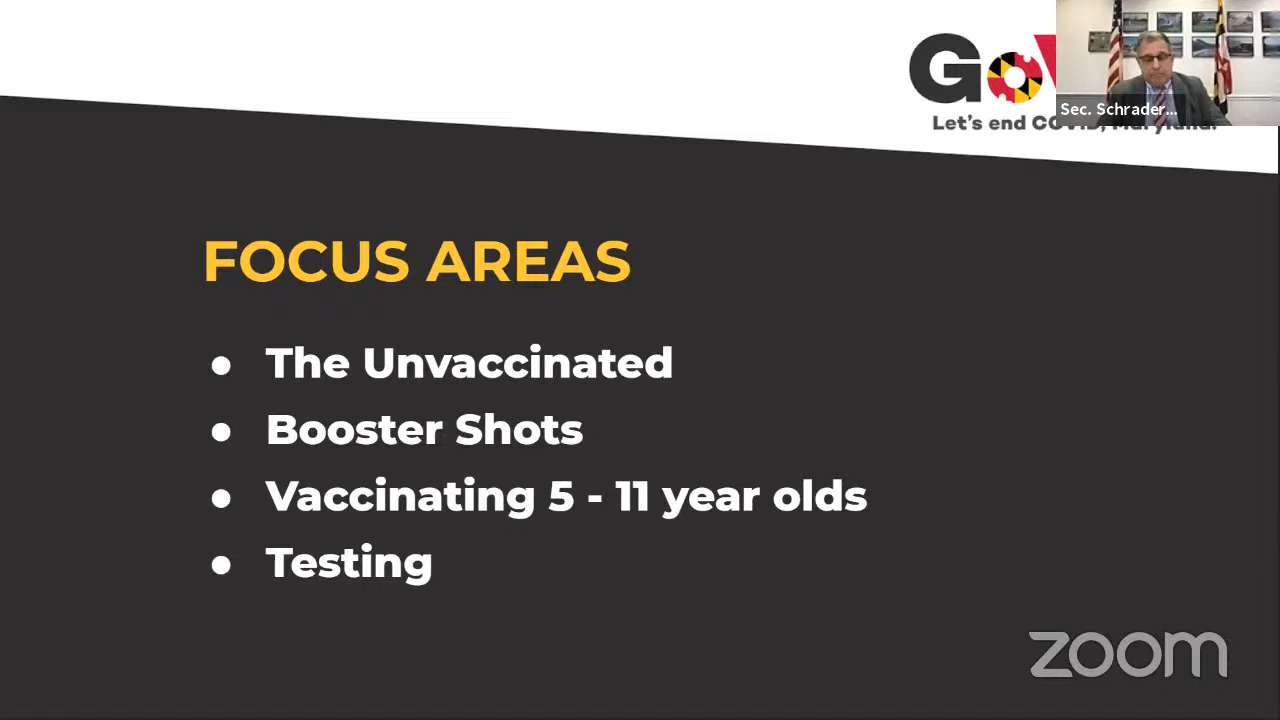 Go
Sec. Schrader...
Let's end COVID, Maryland.
FOCUS AREAS
● The Unvaccinated
● Booster Shots
● Vaccinating 5 - 11 year olds
● Testing
zoom